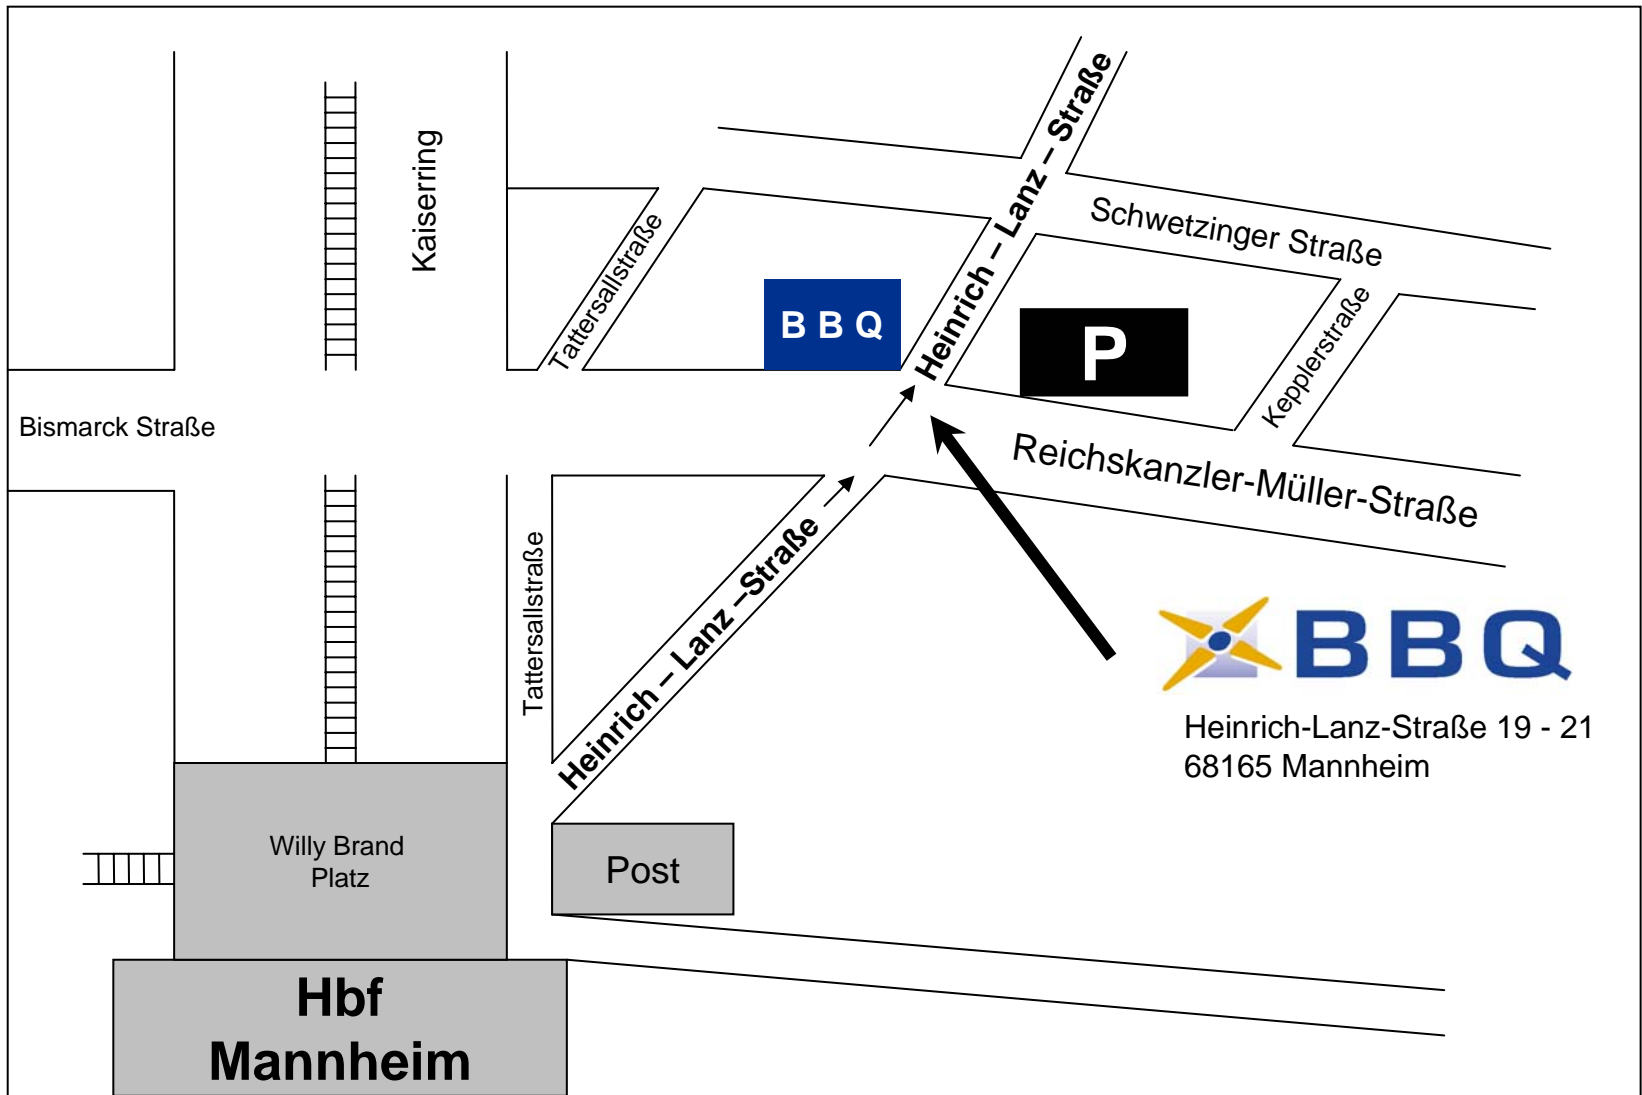 Kaiserring
Heinrich – Lanz – Straße
Schwetzinger Straße
Tattersallstraße
B B Q
P
Kepplerstraße
Bismarck Straße
Reichskanzler-Müller-Straße
Tattersallstraße
Heinrich – Lanz –Straße
BBQ
Heinrich-Lanz-Straße 19 - 21
68165 Mannheim
Willy Brand
Platz
Post
Hbf
Mannheim